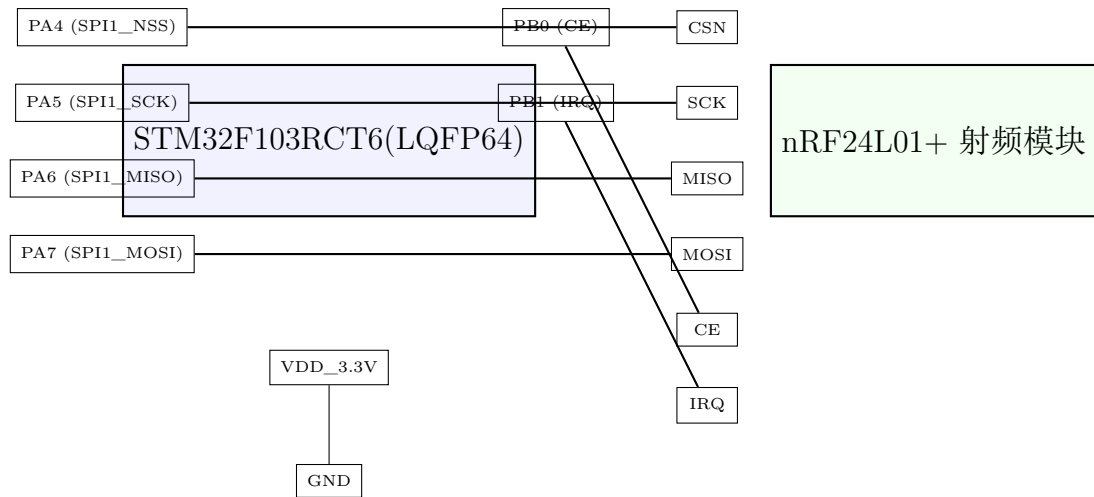 PA4 (SPI1_NSS)
PB0 (CE)
CSN
PA5 (SPI1_SCK)
PB1 (IRQ)
SCK
STM32F103RCT6(LQFP64)
nRF24L01+ 射频模块
PA6 (SPI1_MISO)
MISO
PA7 (SPI1_MOSI)
MOSI
CE
VDD_3.3V
IRQ
GND